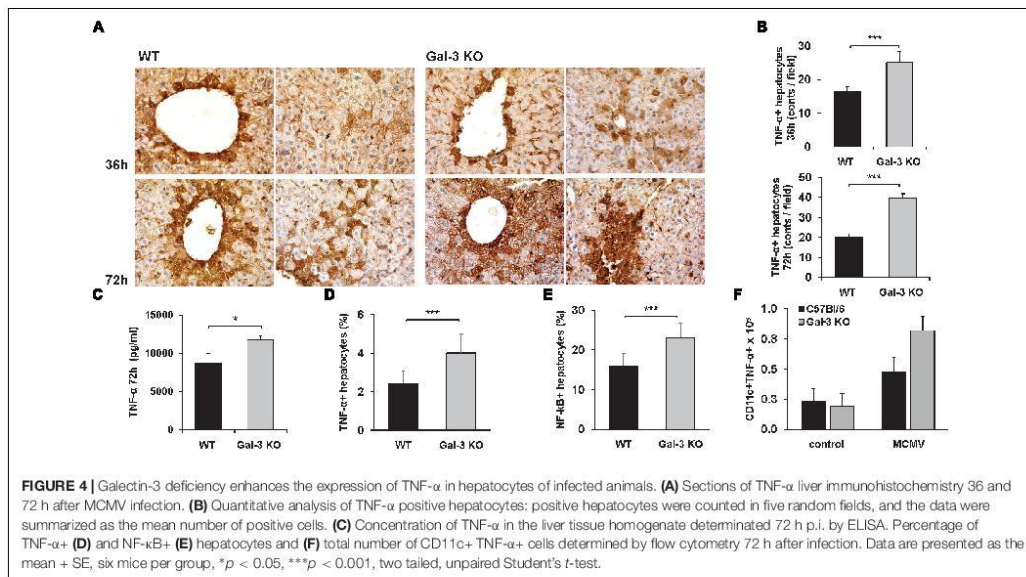 A
WT
Gal-3 KO
36h
72h
B
TNF-α+ hepatocytes
36h (conts / field)
30
20
10
0
***
WT Gal-3 KO
TNF-α+ hepatocytes
72h (conts / field)
60
40
20
0
***
WT Gal-3 KO
C
TNF-α 72h (pg/ml)
15000
10000
5000
0
*
WT Gal-3 KO
D
TNF-α+ hepatocytes (%)
6
4
2
0
***
WT Gal-3 KO
E
NF-kB+ hepatocytes (%)
30
20
10
0
***
WT Gal-3 KO
F
C57Bl/6
Gal-3 KO
1.0
0.9
0.6
0.3
0.0
control MCMV
FIGURE 4 | Galectin-3 deficiency enhances the expression of TNF-α in hepatocytes of infected animals. (A) Sections of TNF-α liver immunohistochemistry 36 and
72 h after MCMV infection. (B) Quantitative analysis of TNF-α positive hepatocytes: positive hepatocytes were counted in five random fields, and the data were
summarized as the mean number of positive cells. (C) Concentration of TNF-α in the liver tissue homogenate determinated 72 h p.i. by ELISA. Percentage of
TNF-α+ (D) and NF-κB+ (E) hepatocytes and (F) total number of CD11c+ TNF-α+ cells determined by flow cytometry 72 h after infection. Data are presented as the
mean + SE, six mice per group, *p < 0.05, ***p < 0.001, two tailed, unpaired Student's t-test.